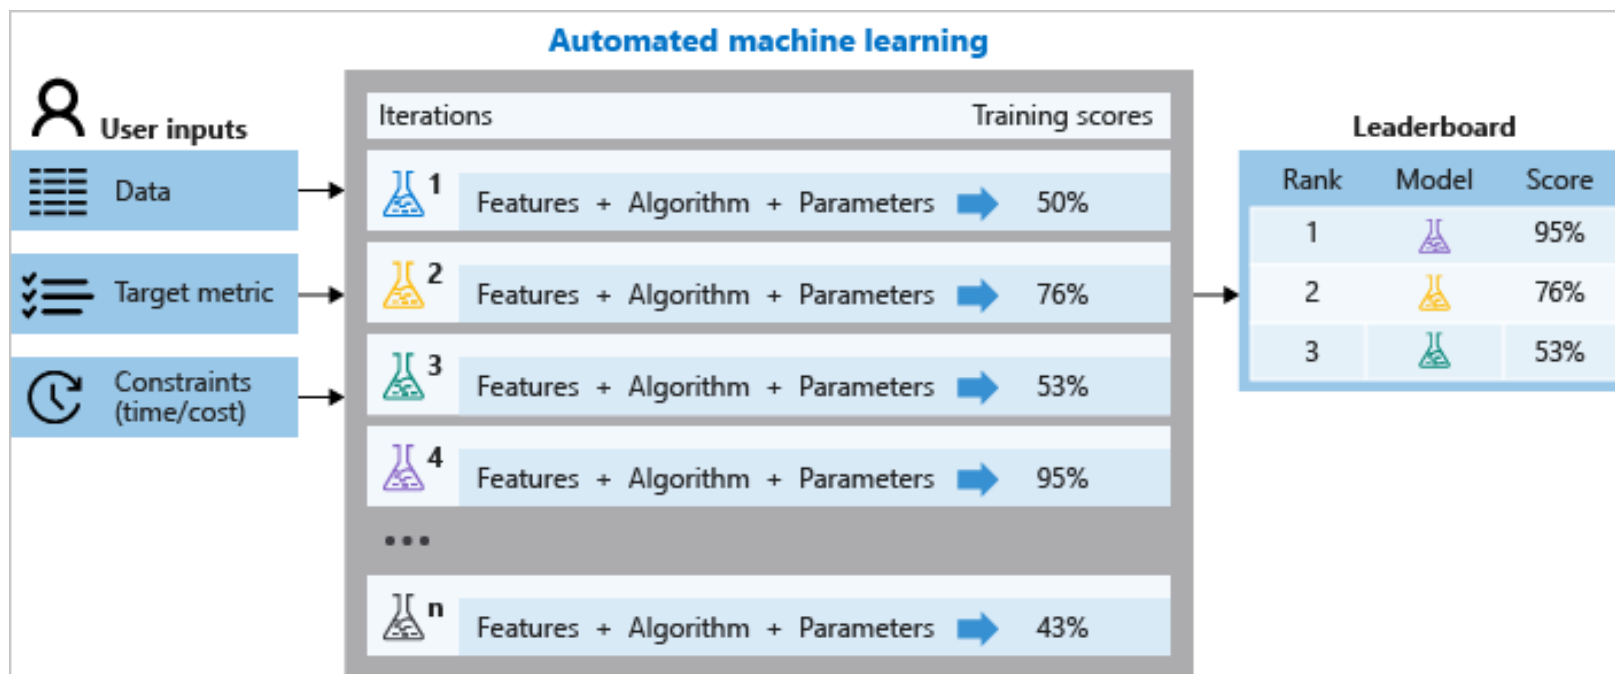 Automated machine learning
User inputs
Data
Target metric
Constraints
(time/cost)
Iterations Training scores
1 Features + Algorithm + Parameters 50%
2 Features + Algorithm + Parameters 76%
3 Features + Algorithm + Parameters 53%
4 Features + Algorithm + Parameters 95%
•••
n Features + Algorithm + Parameters 43%
Leaderboard
Rank Model Score
1 95%
2 76%
3 53%